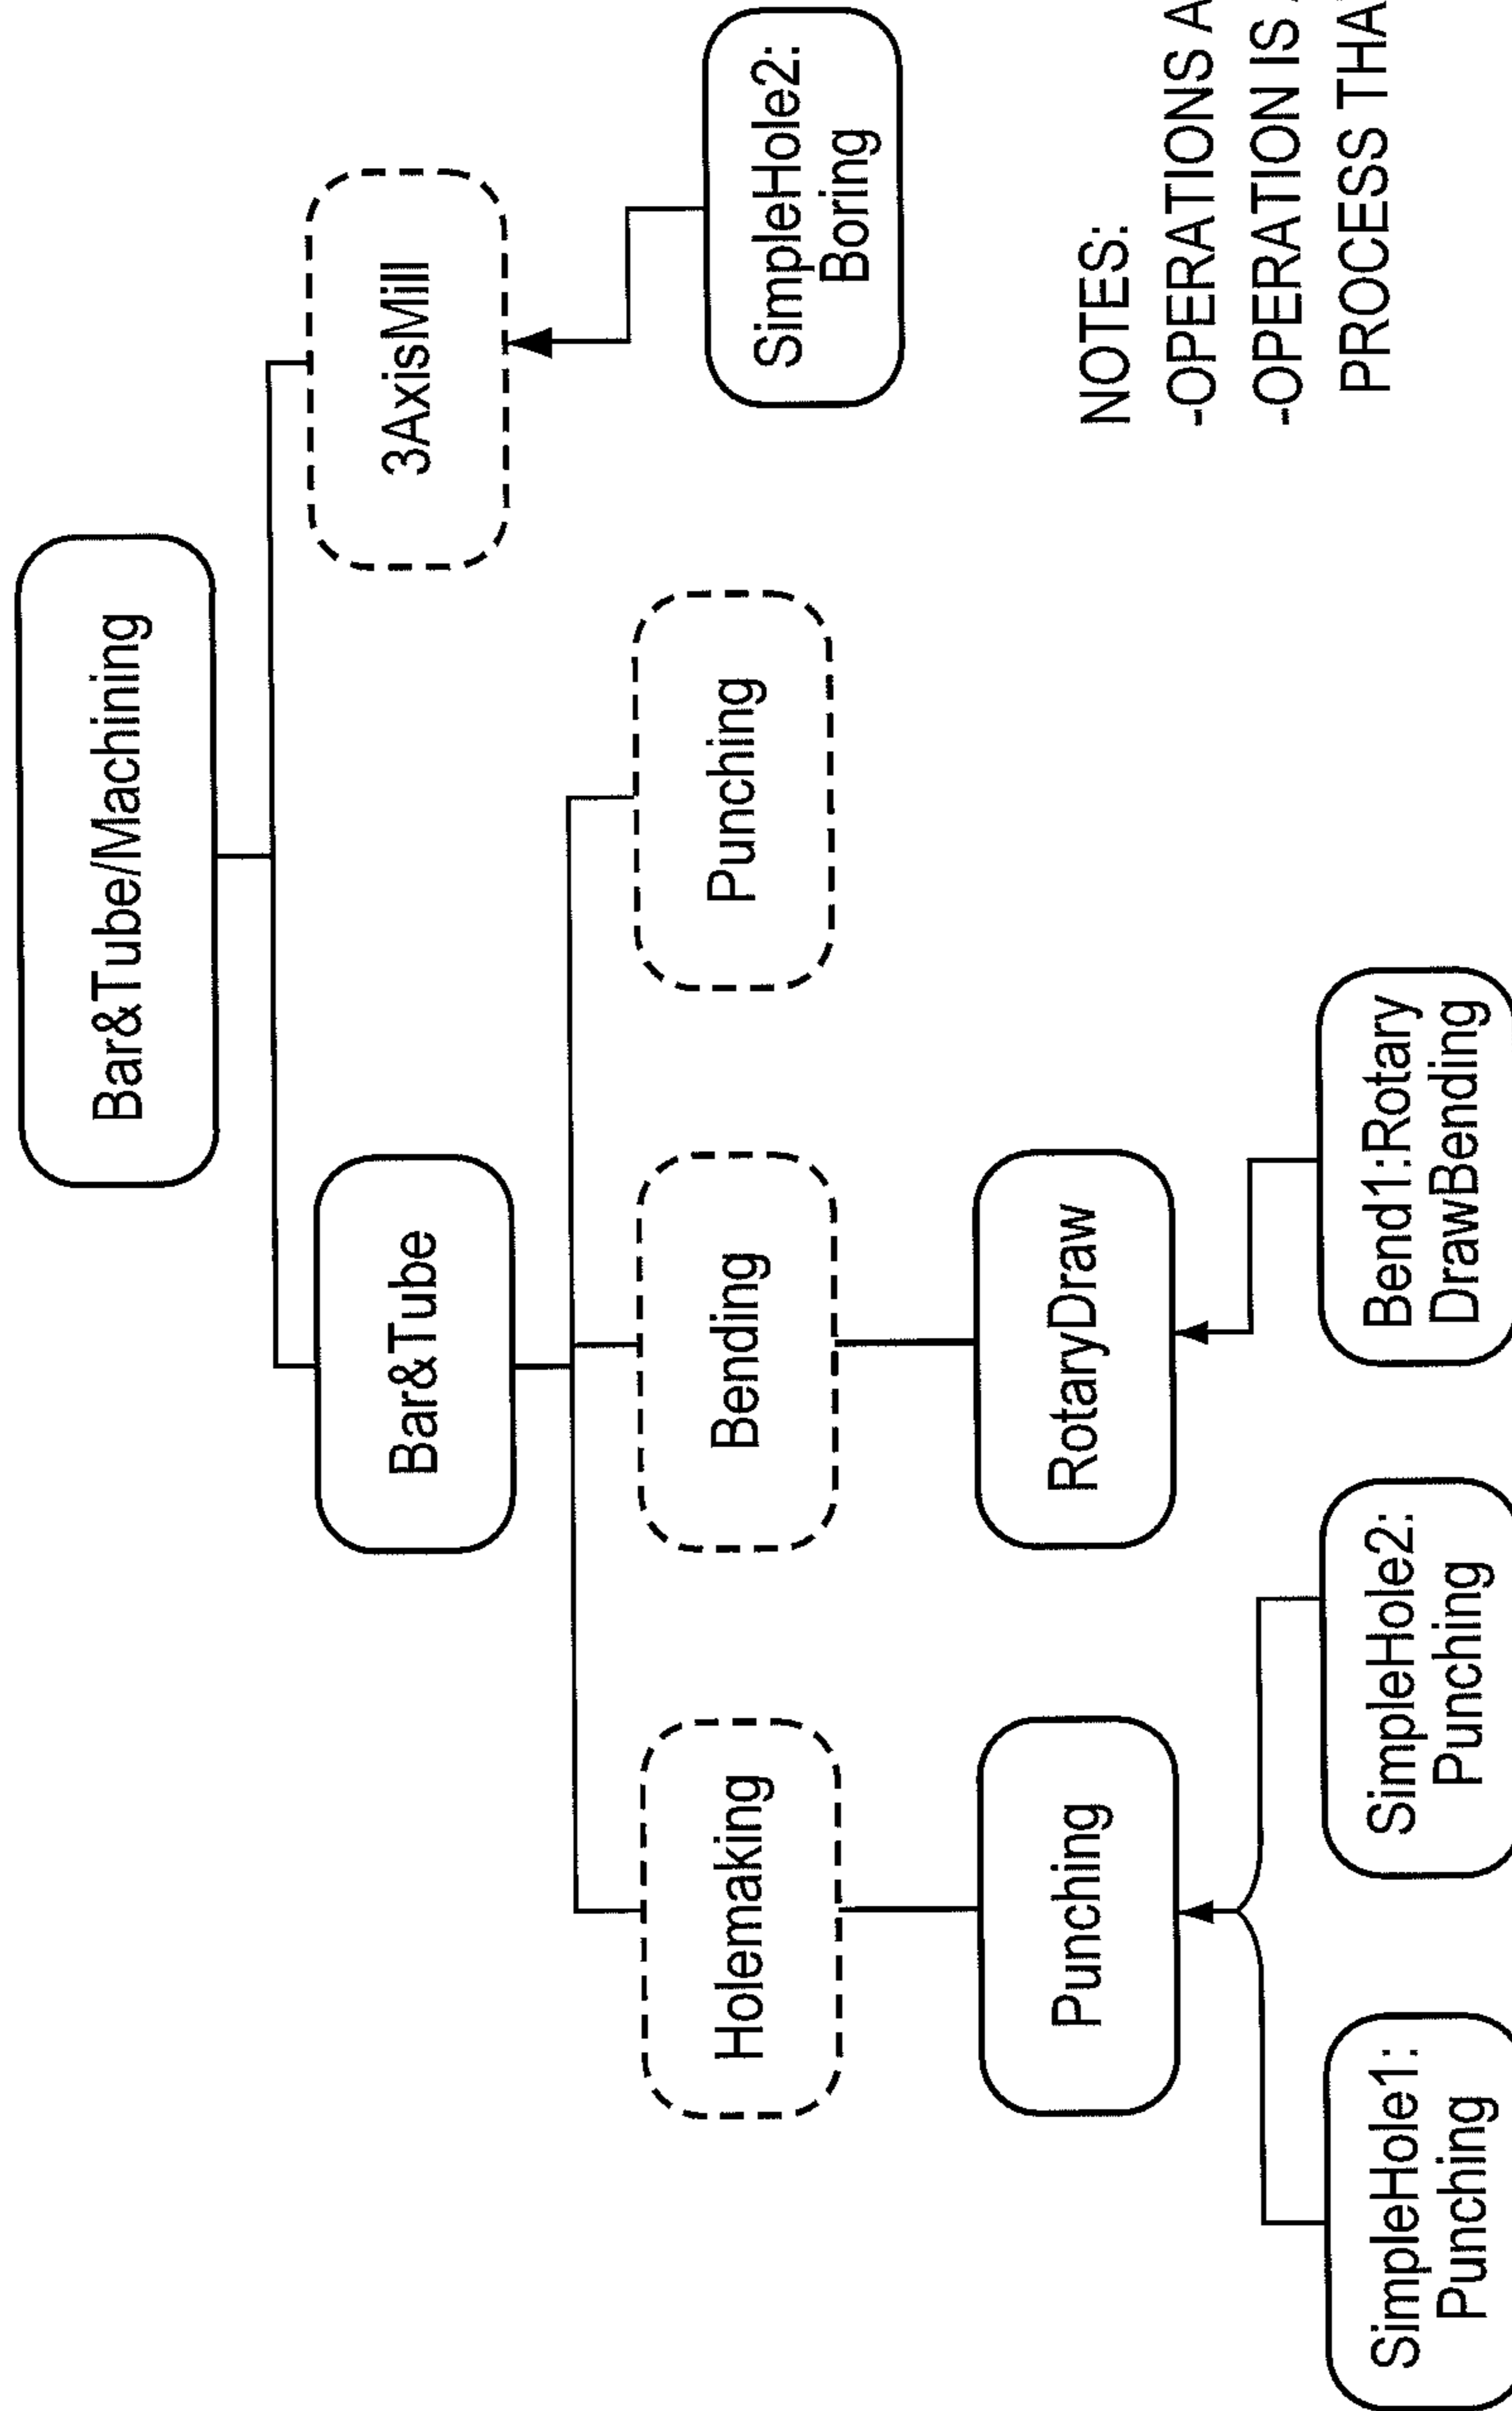 Bar&Tube/Machining
Bar&Tube
3AxisMill
Holemaking
Bending
Punching
SimpleHole2:
Boring
Punching
RotaryDraw
SimpleHole1:
Punching
SimpleHole2:
Punching
Bend1:Rotary
DrawBending
NOTES:
-OPERATIONS A
-OPERATION IS
PROCESS THA